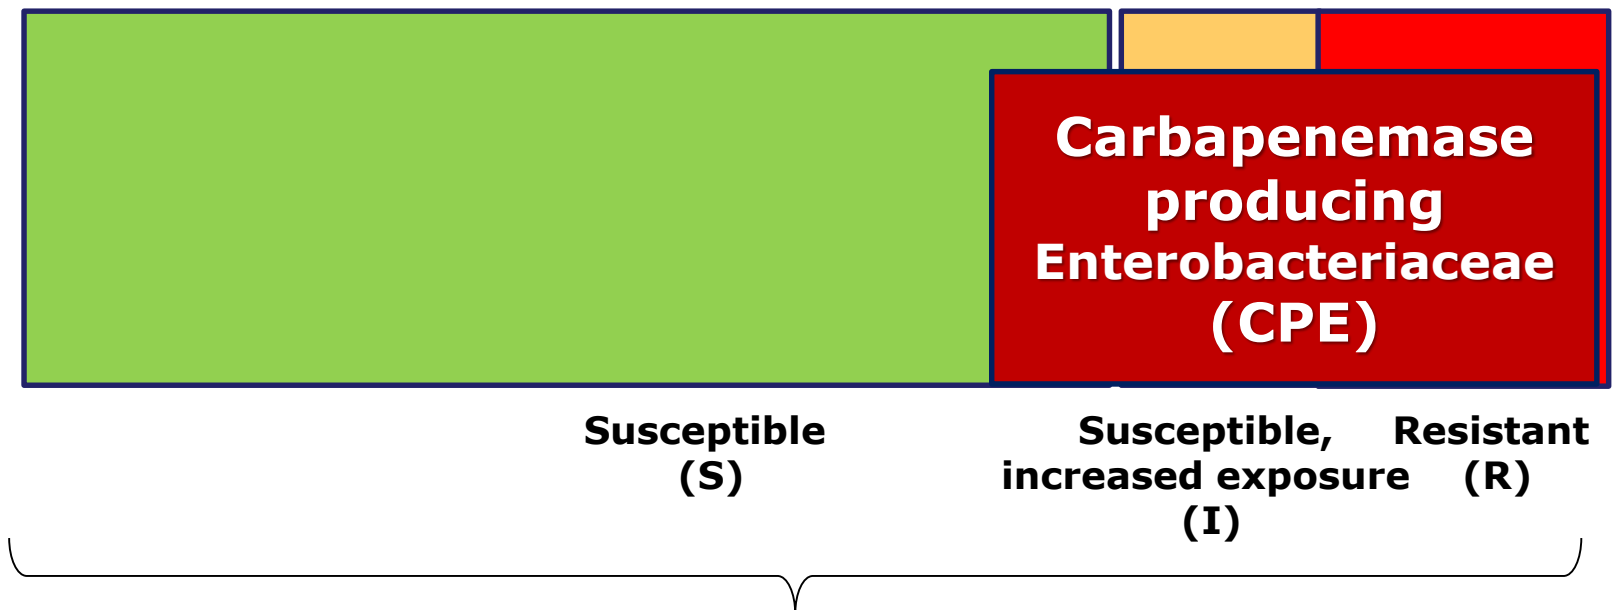 Carbapenemase
producing
Enterobacteriaceae
(CPE)
Susceptible
(S)
Susceptible,
increased exposure
(I)
Resistant
(R)